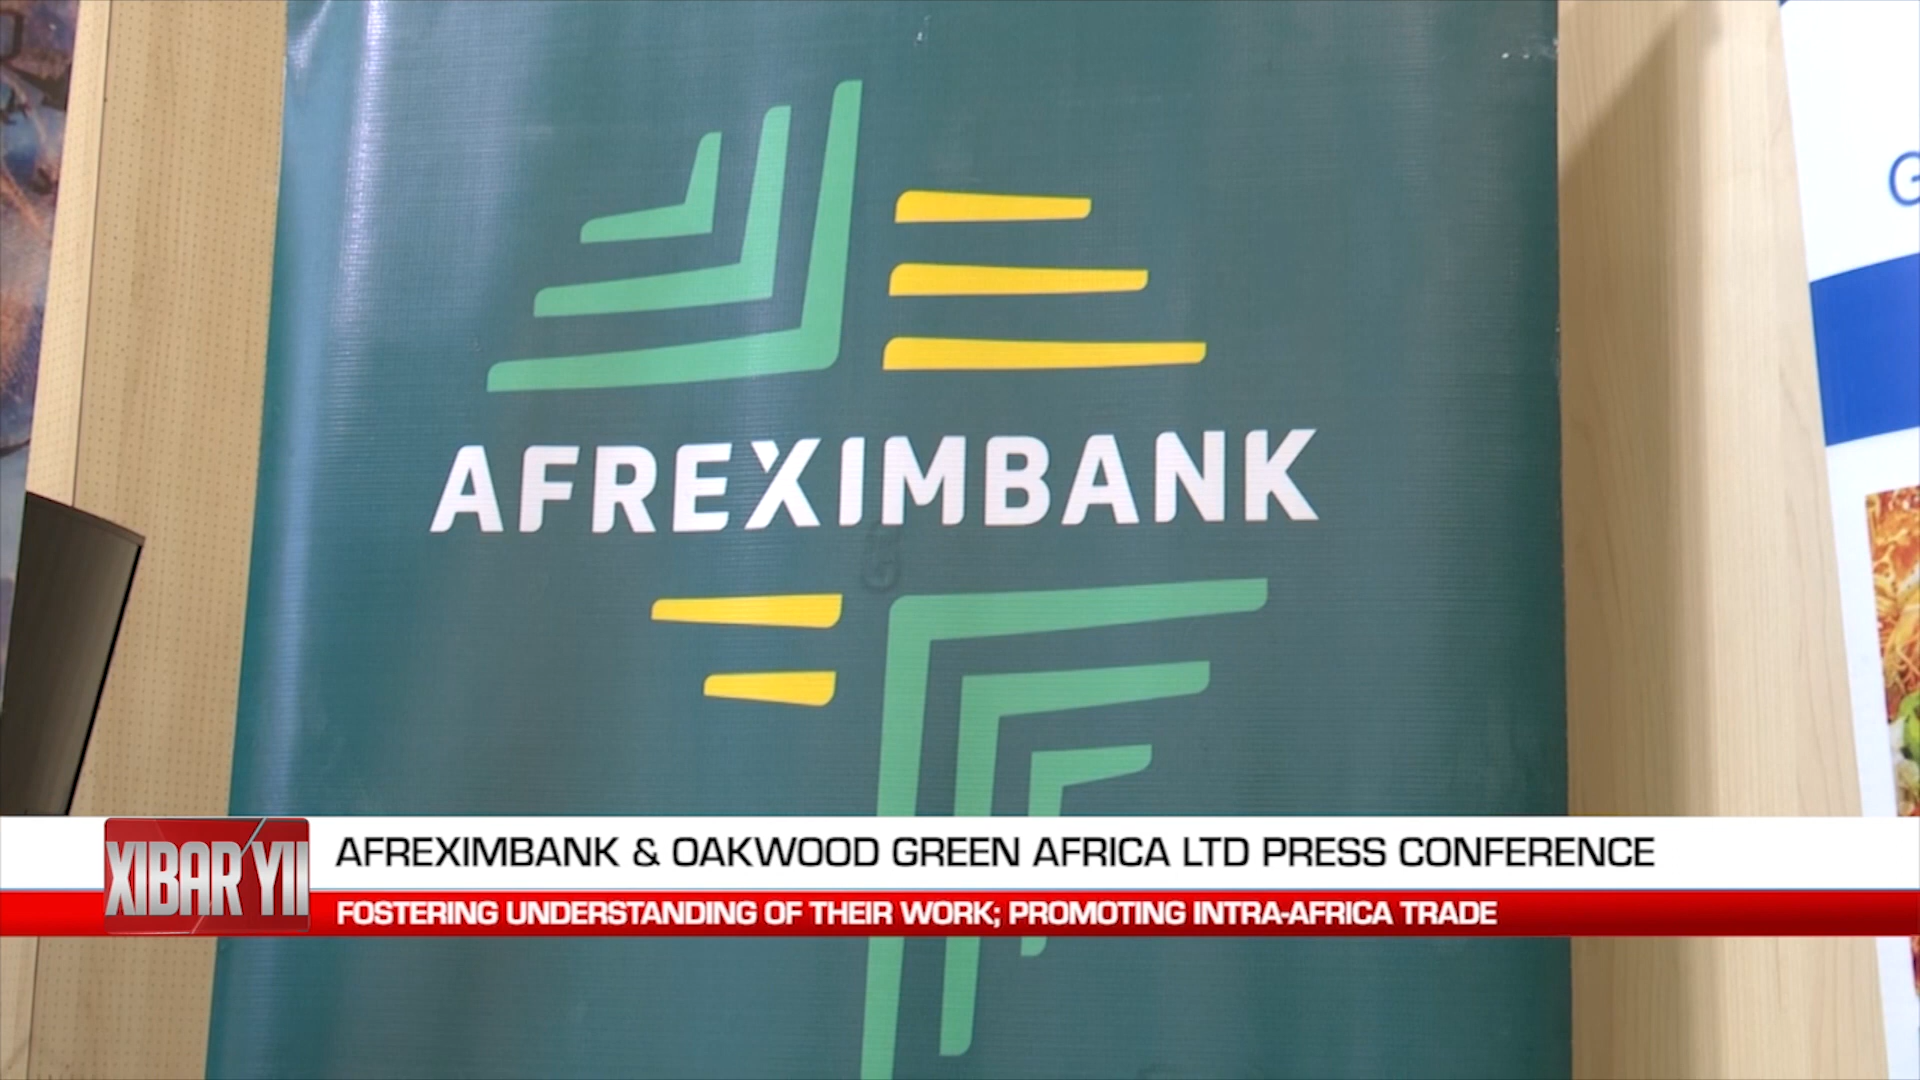 G
AFREXIMBANK
XIBAR YII
AFREXIMBANK & OAKWOOD GREEN AFRICA LTD PRESS CONFERENCE
FOSTERING UNDERSTANDING OF THEIR WORK; PROMOTING INTRA-AFRICA TRADE